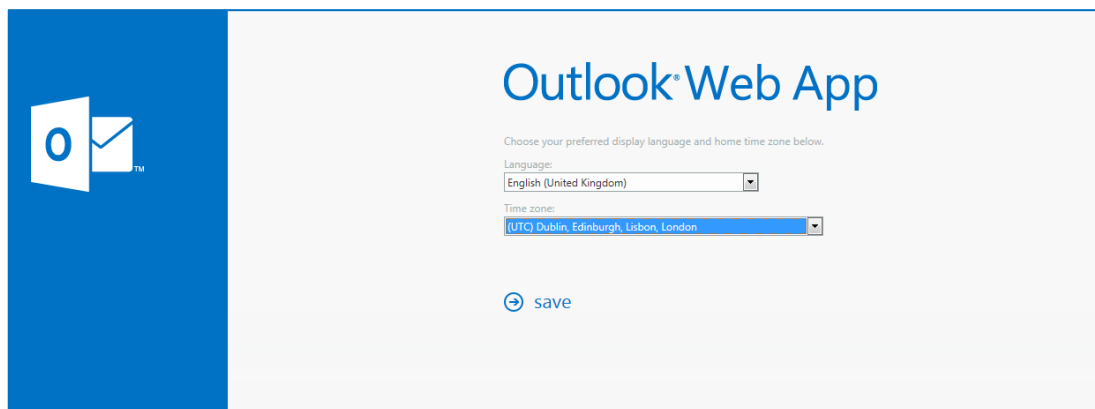 O
TM
Outlook® Web App
Choose your preferred display language and home time zone below.
Language:
English (United Kingdom)
Time zone:
(UTC) Dublin, Edinburgh, Lisbon, London
save